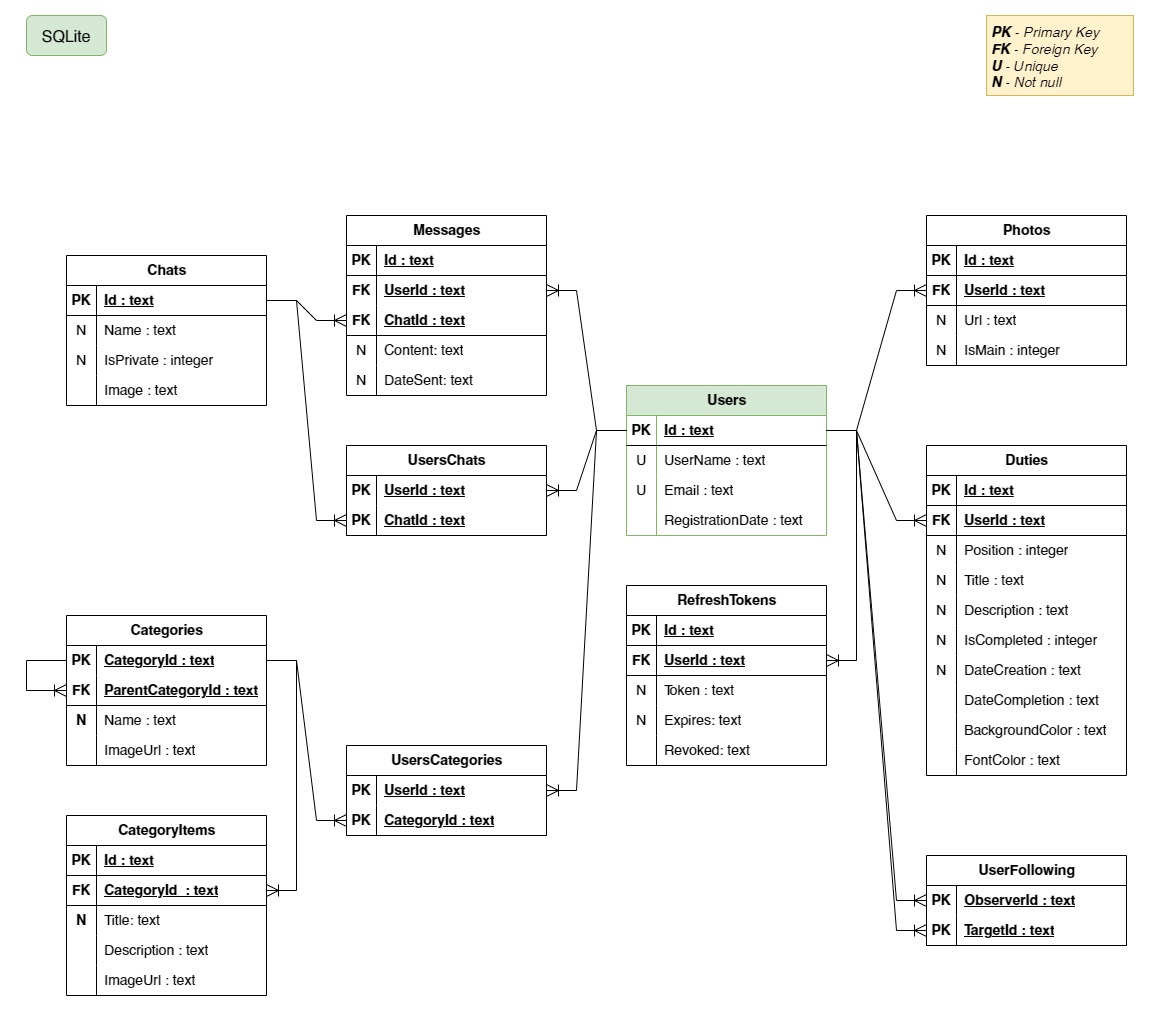 SQLite
PK - Primary Key
FK - Foreign Key
U - Unique
N - Not null
Chats
PK Id : text
N Name : text
N IsPrivate : integer
Image : text
Messages
PK Id : text
FK UserId : text
FK ChatId : text
N Content: text
N DateSent: text
UsersChats
PK UserId : text
PK ChatId : text
Users
PK Id : text
U UserName : text
U Email : text
RegistrationDate : text
Photos
PK Id : text
FK UserId : text
N Url : text
N IsMain : integer
Duties
PK Id : text
FK UserId : text
N Position : integer
N Title : text
N Description : text
N IsCompleted : integer
N DateCreation : text
DateCompletion : text
BackgroundColor : text
FontColor : text
RefreshTokens
PK Id : text
FK UserId : text
N Token : text
N Expires: text
Revoked: text
Categories
PK CategoryId : text
FK ParentCategoryId : text
N Name : text
ImageUrl : text
UsersCategories
PK UserId : text
PK CategoryId : text
CategoryItems
PK Id : text
FK CategoryId  : text
N Title: text
Description : text
ImageUrl : text
UserFollowing
PK ObserverId : text
PK TargetId : text